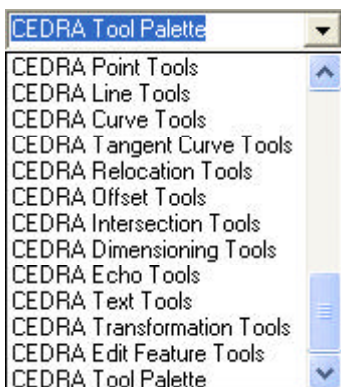 CEDRA Tool Palette
CEDRA Point Tools
CEDRA Line Tools
CEDRA Curve Tools
CEDRA Tangent Curve Tools
CEDRA Relocation Tools
CEDRA Offset Tools
CEDRA Intersection Tools
CEDRA Dimensioning Tools
CEDRA Echo Tools
CEDRA Text Tools
CEDRA Transformation Tools
CEDRA Edit Feature Tools
CEDRA Tool Palette